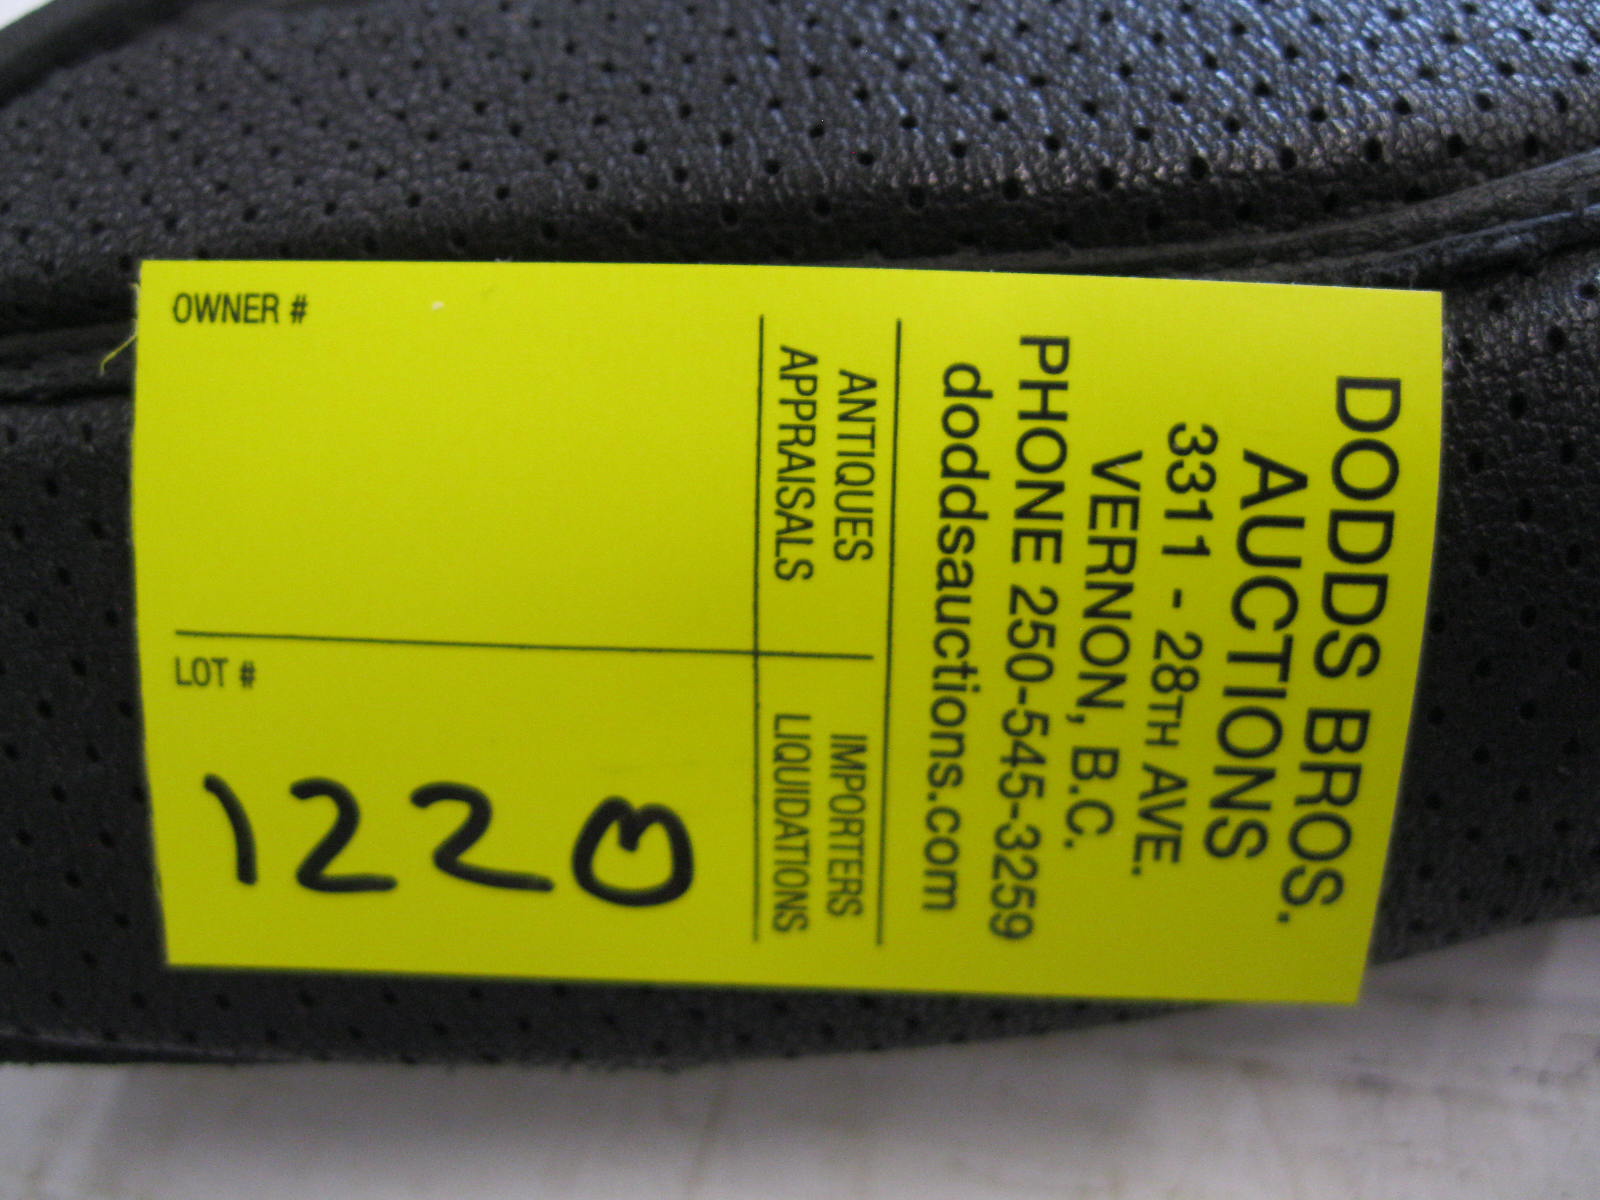 DODDS BROS.
AUCTIONS
3311 - 28TH AVE.
VERNON, B.C.
PHONE 250-545-3259
doddsauctions.com
ANTIQUES
APPRAISALS
IMPORTERS
LIQUIDATIONS
OWNER #
LOT #
1220